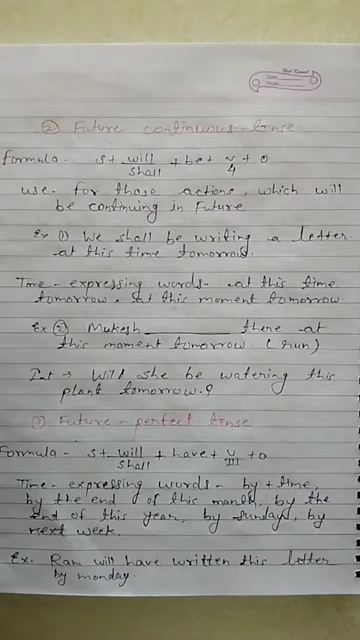 ② Future continuous-tense
Formula- S+ will/shall + be + V4 + O
use- for those actions, which will
be continuing in Future
Ex ① We shall be writing a letter
at this time tomorrow.
Time-expressing words- at this time
tomorrow. at this moment tomorrow
Ex ② Mukesh ________ there at
this moment tomorrow (run)
Int → Will she be watering this
plant tomorrow?
③ Future-perfect-tense
Formula- S+ will/shall + have + VIII + O
Time-expressing words- by + time,
by the end of this month, by the
end of this year, by sunday, by
next week.
Ex. Ram will have written this letter
by monday.